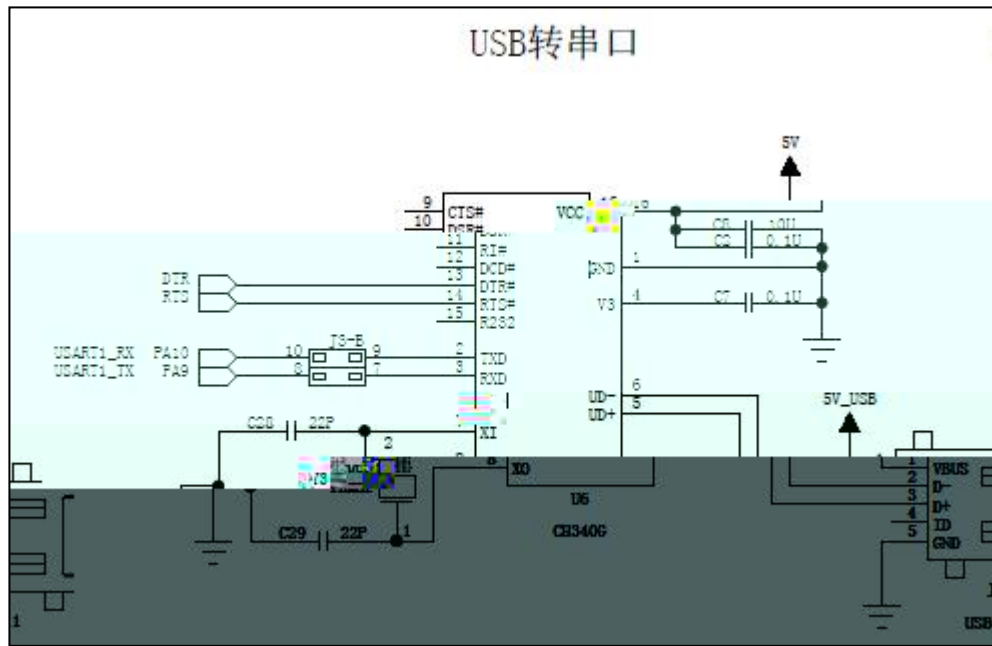 USB转串口
5V
9 CTS# VCC
10
11 RI# C2 0.1U
12 DCD# GND 1
DTR 13 DTR#
RTS 14 RTS# V3 4 C7 0.1U
15 R232
J3-B
USART1_RX PA10 10 9 2 TXD
USART1_TX PA9 8 7 3 RXD
UD- 6
UD+ 5 5V_USB
C28 22P XI
2
8 XO 1 VBUS
2 D-
U6 3 D+
4 ID
C29 22P 1 CH340G 5 GND
1 USB